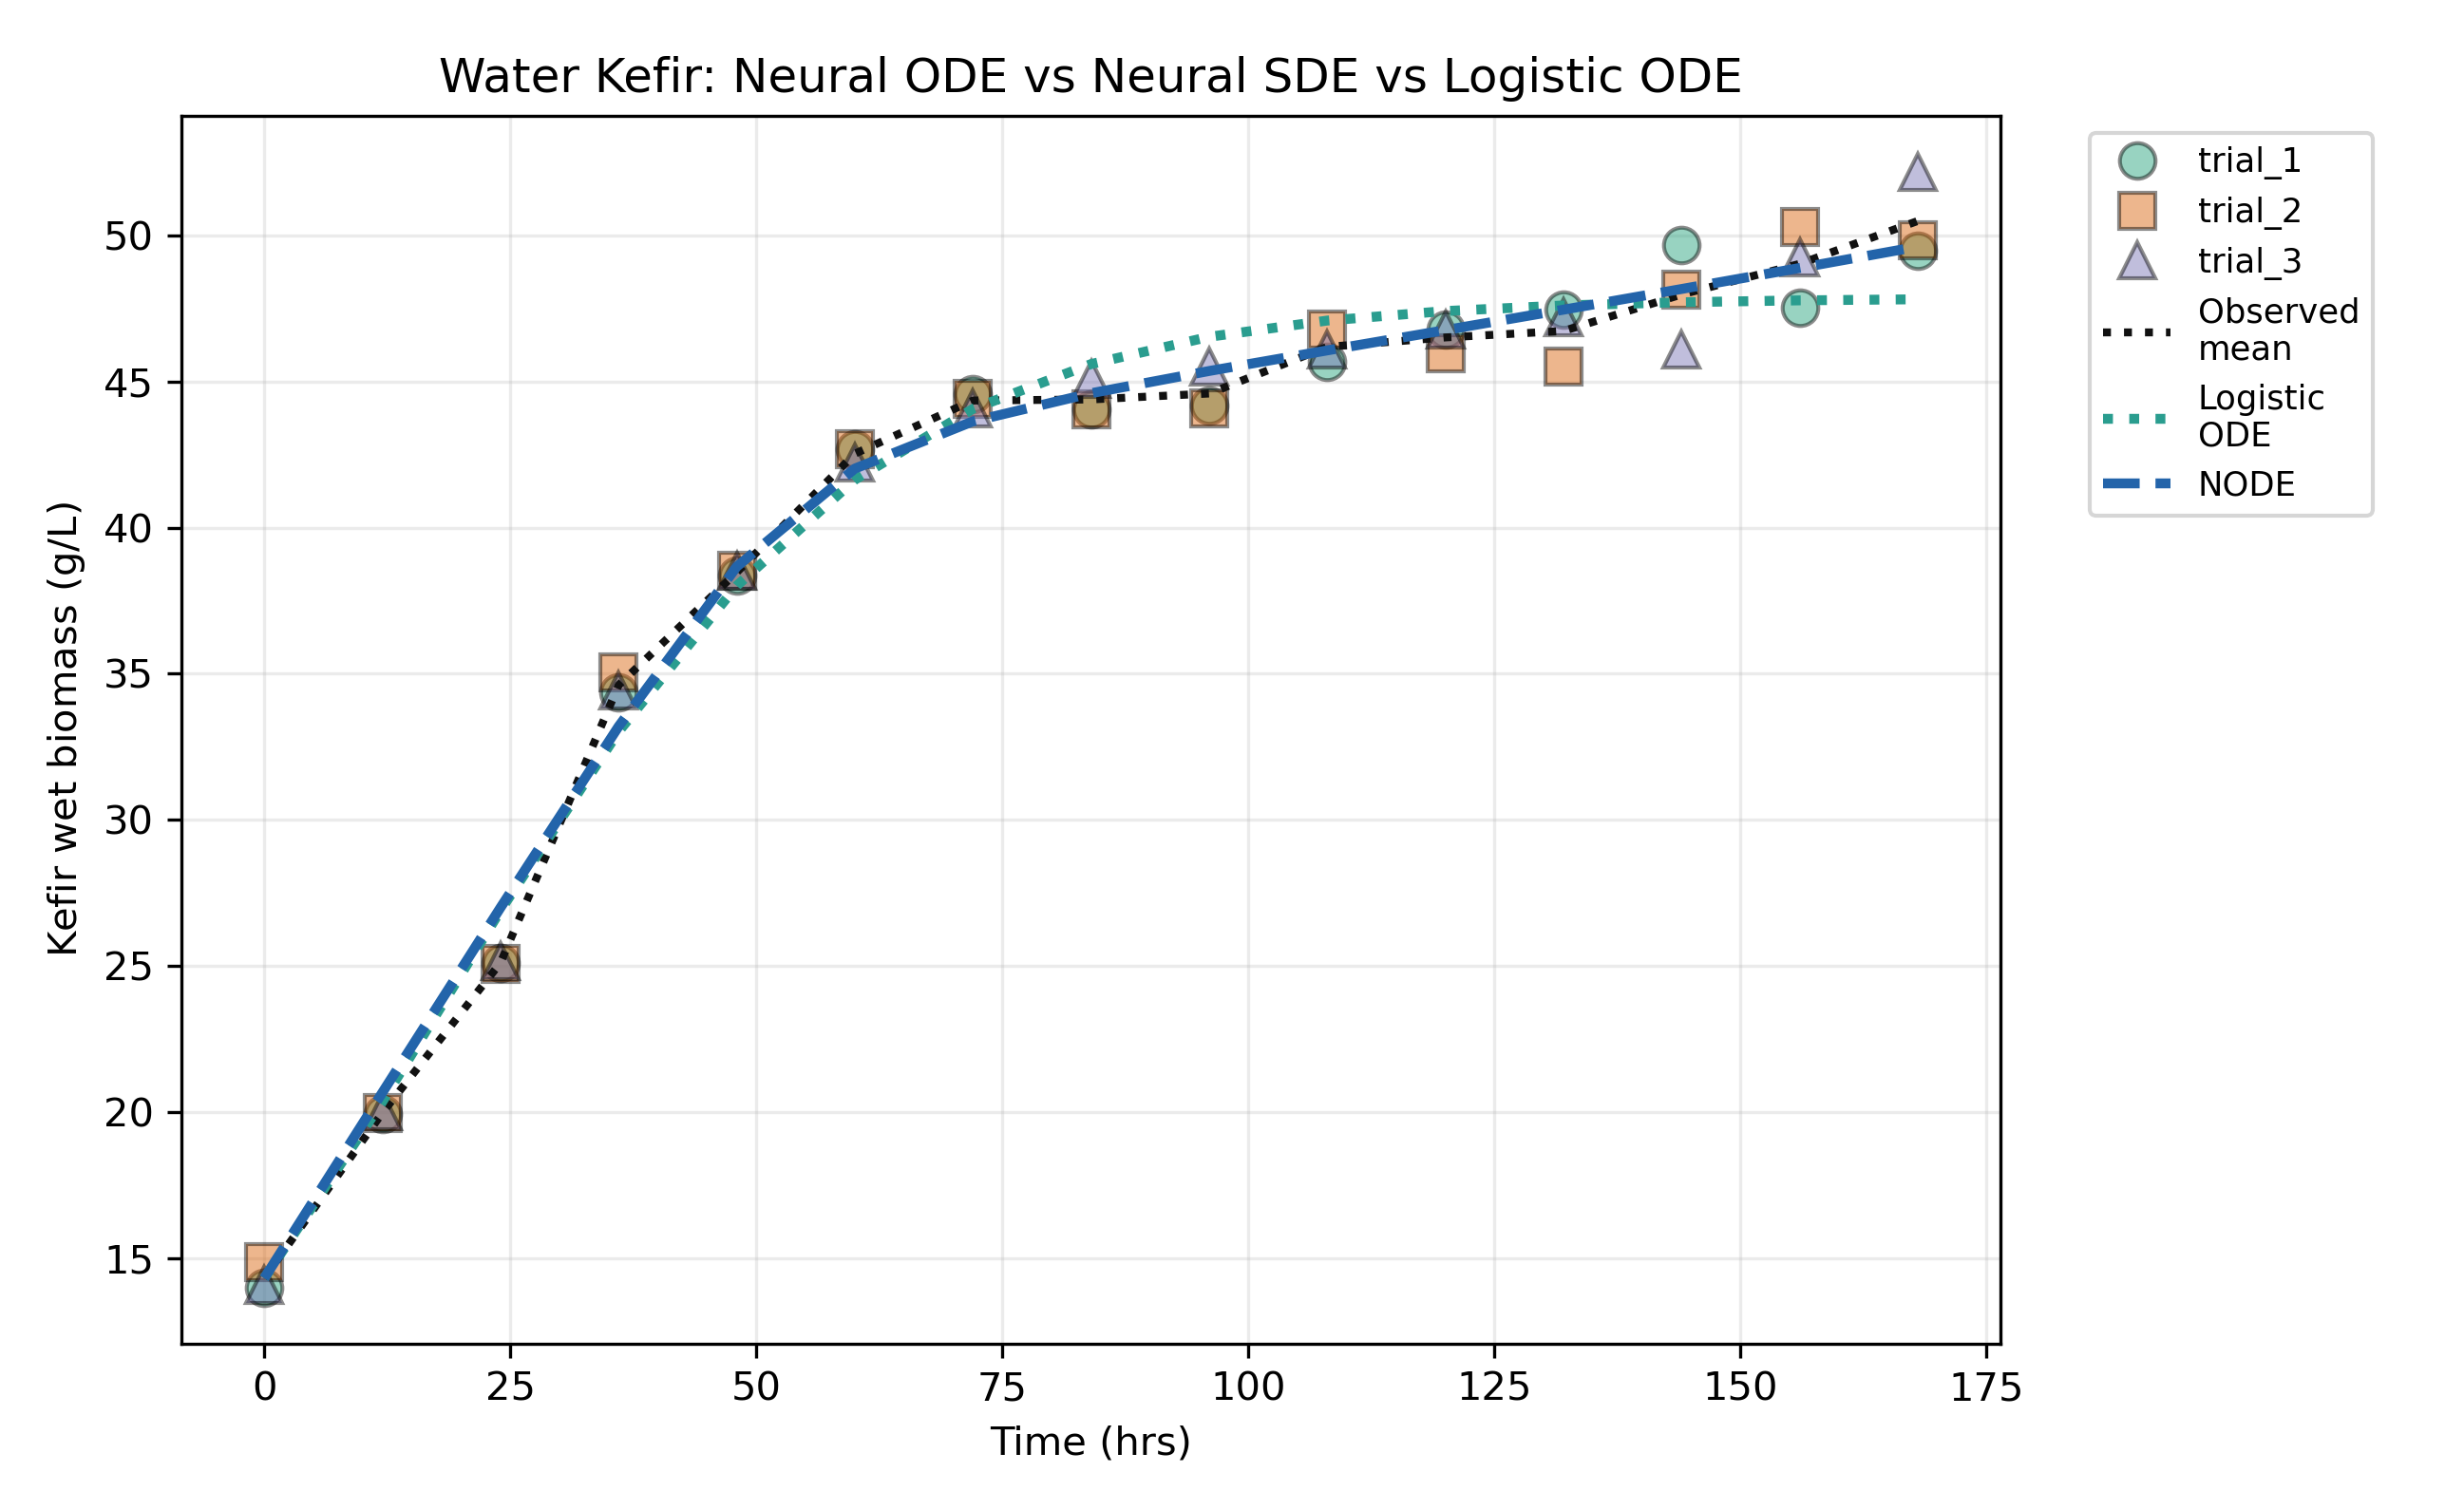 Water Kefir: Neural ODE vs Neural SDE vs Logistic ODE
Kefir wet biomass (g/L)
50
45
40
35
30
25
20
15
0 25 50 75 100 125 150 175
Time (hrs)
trial_1
trial_2
trial_3
Observed
mean
Logistic
ODE
NODE